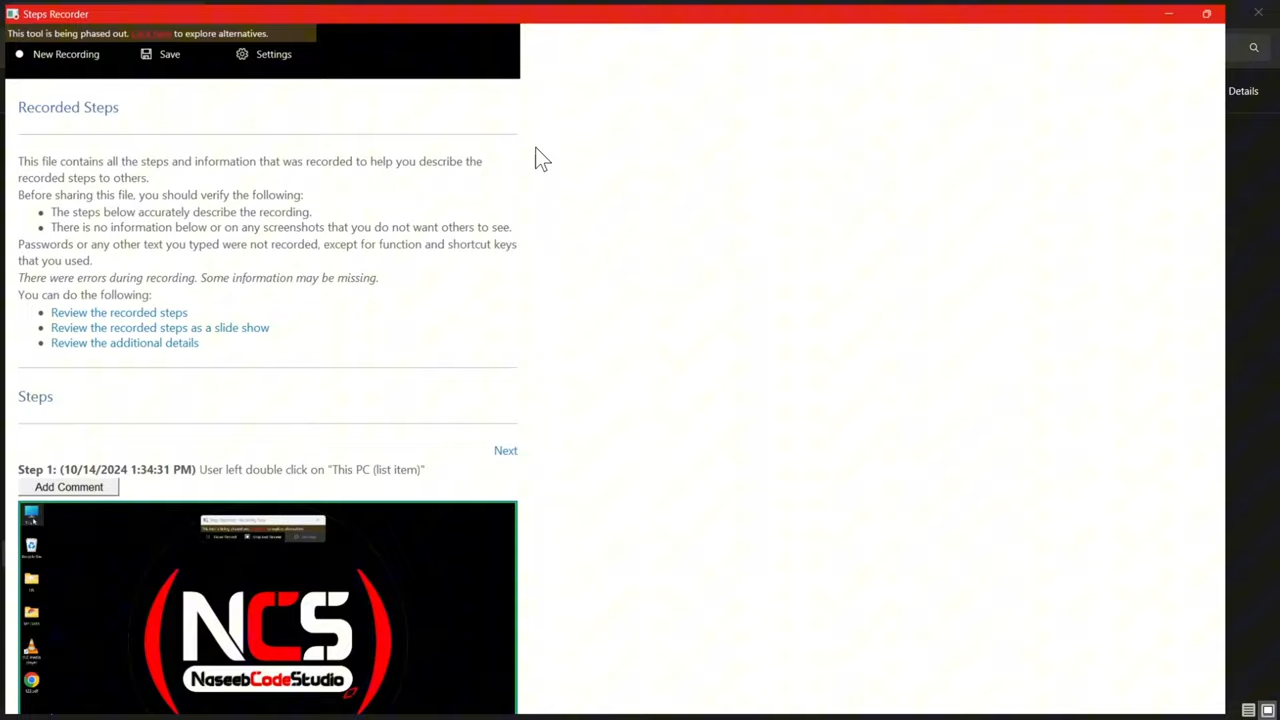 Steps Recorder
This tool is being phased out. Click here to explore alternatives.
New Recording Save Settings
Details
Recorded Steps
This file contains all the steps and information that was recorded to help you describe the
recorded steps to others.
Before sharing this file, you should verify the following:
• The steps below accurately describe the recording.
• There is no information below or on any screenshots that you do not want others to see.
Passwords or any other text you typed were not recorded, except for function and shortcut keys
that you used.
There were errors during recording. Some information may be missing.
You can do the following:
• Review the recorded steps
• Review the recorded steps as a slide show
• Review the additional details
Steps
Next
Step 1: (10/14/2024 1:34:31 PM) User left double click on "This PC (list item)"
Add Comment
NCS
NaseebCodeStudio